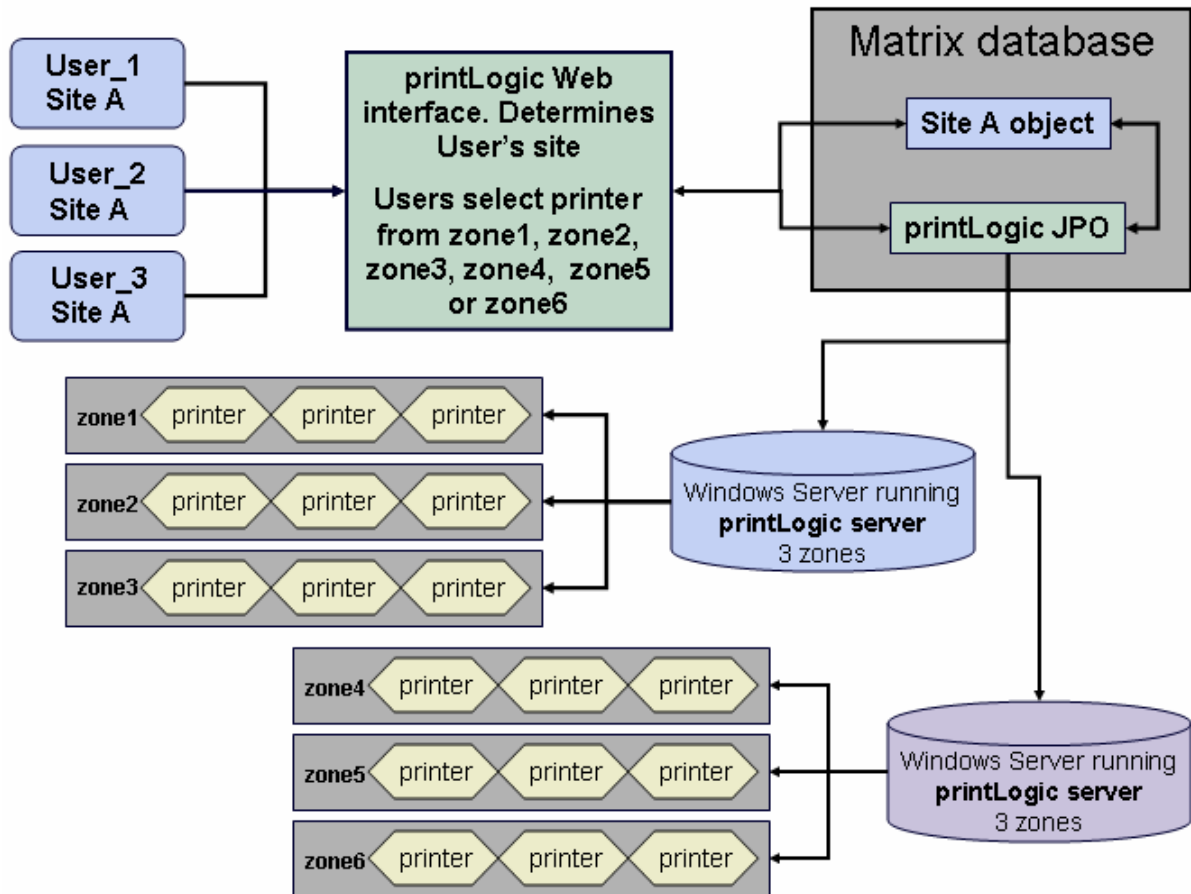 User_1
Site A
User_2
Site A
User_3
Site A
printLogic Web
interface. Determines
User's site
Users select printer
from zone1, zone2,
zone3, zone4, zone5
or zone6
Matrix database
Site A object
printLogic JPO
zone1 printer printer printer
zone2 printer printer printer
zone3 printer printer printer
Windows Server running
printLogic server
3 zones
zone4 printer printer printer
zone5 printer printer printer
zone6 printer printer printer
Windows Server running
printLogic server
3 zones